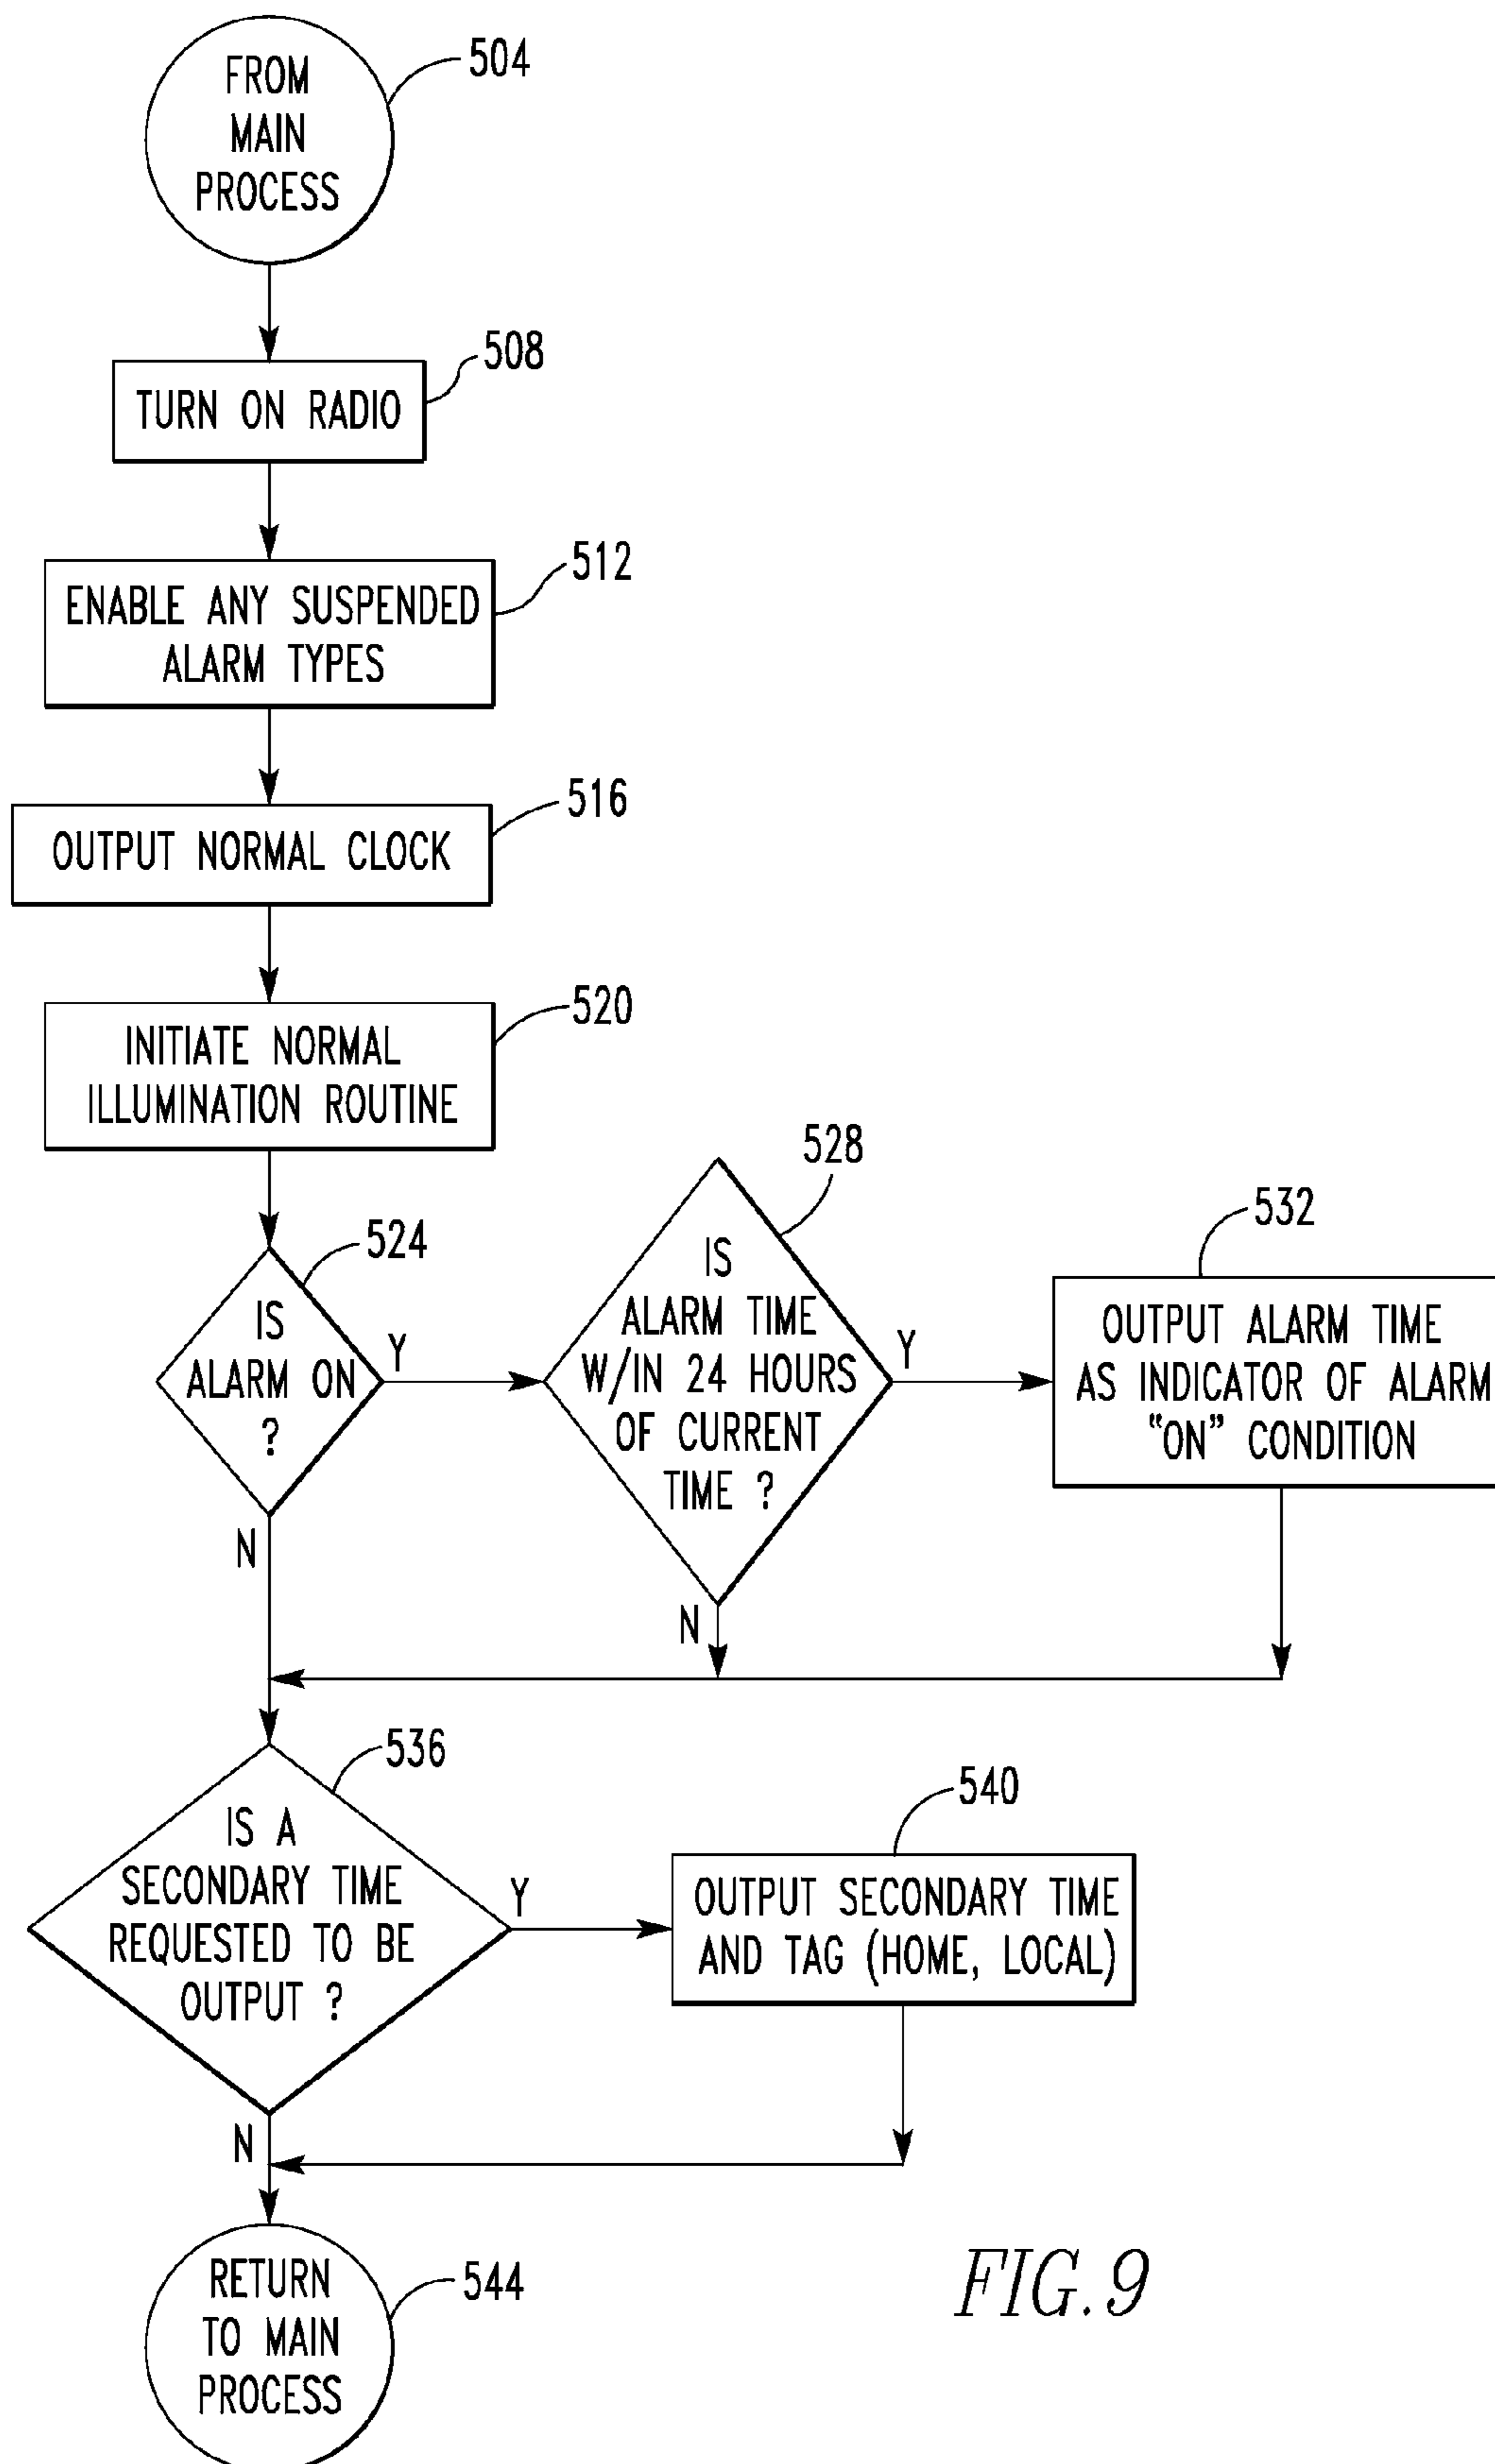 FROM
MAIN
PROCESS
504
TURN ON RADIO
508
ENABLE ANY SUSPENDED
ALARM TYPES
512
OUTPUT NORMAL CLOCK
516
INITIATE NORMAL
ILLUMINATION ROUTINE
520
IS
ALARM ON
?
524
Y
N
IS
ALARM TIME
W/IN 24 HOURS
OF CURRENT
TIME ?
528
Y
N
OUTPUT ALARM TIME
AS INDICATOR OF ALARM
“ON” CONDITION
532
IS A
SECONDARY TIME
REQUESTED TO BE
OUTPUT ?
536
Y
N
OUTPUT SECONDARY TIME
AND TAG (HOME, LOCAL)
540
RETURN
TO MAIN
PROCESS
544
FIG. 9